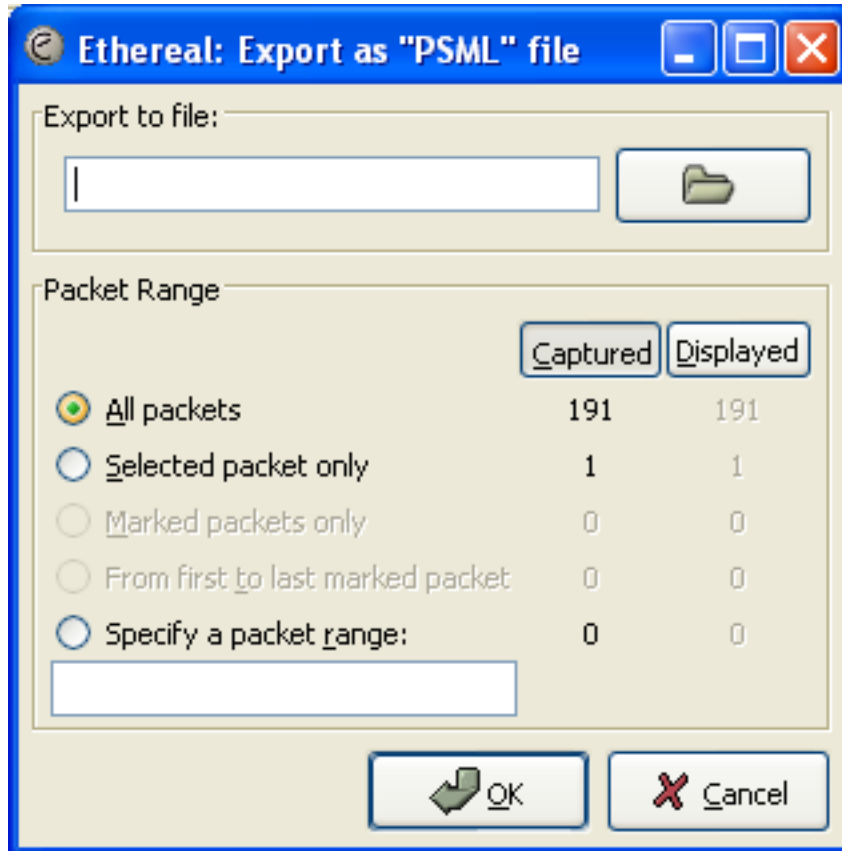 Ethereal: Export as "PSML" file
Export to file:
Packet Range
Captured Displayed
All packets 191 191
Selected packet only 1 1
Marked packets only 0 0
From first to last marked packet 0 0
Specify a packet range: 0 0
OK Cancel